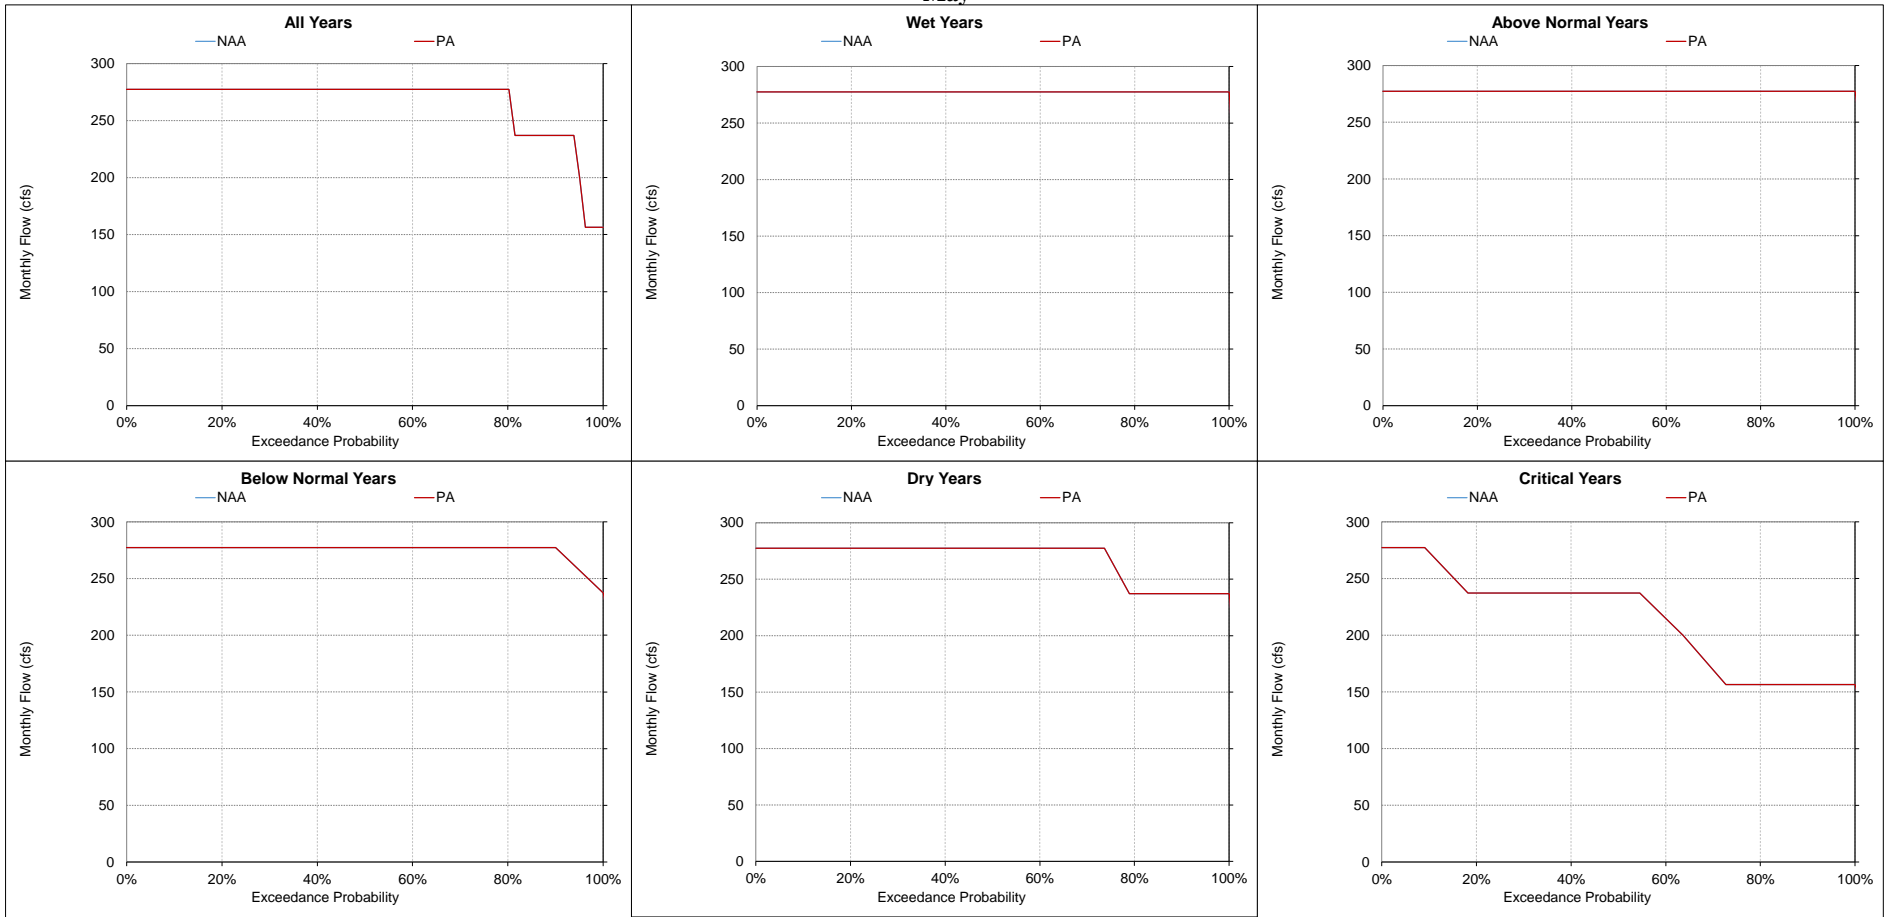 May
All Years
NAA PA
300
250
200
150
100
50
0
0% 20% 40% 60% 80% 100%
Monthly Flow (cfs)
Exceedance Probability
Wet Years
NAA PA
300
250
200
150
100
50
0
0% 20% 40% 60% 80% 100%
Monthly Flow (cfs)
Exceedance Probability
Above Normal Years
NAA PA
300
250
200
150
100
50
0
0% 20% 40% 60% 80% 100%
Monthly Flow (cfs)
Exceedance Probability
Below Normal Years
NAA PA
300
250
200
150
100
50
0
0% 20% 40% 60% 80% 100%
Monthly Flow (cfs)
Exceedance Probability
Dry Years
NAA PA
300
250
200
150
100
50
0
0% 20% 40% 60% 80% 100%
Monthly Flow (cfs)
Exceedance Probability
Critical Years
NAA PA
300
250
200
150
100
50
0
0% 20% 40% 60% 80% 100%
Monthly Flow (cfs)
Exceedance Probability